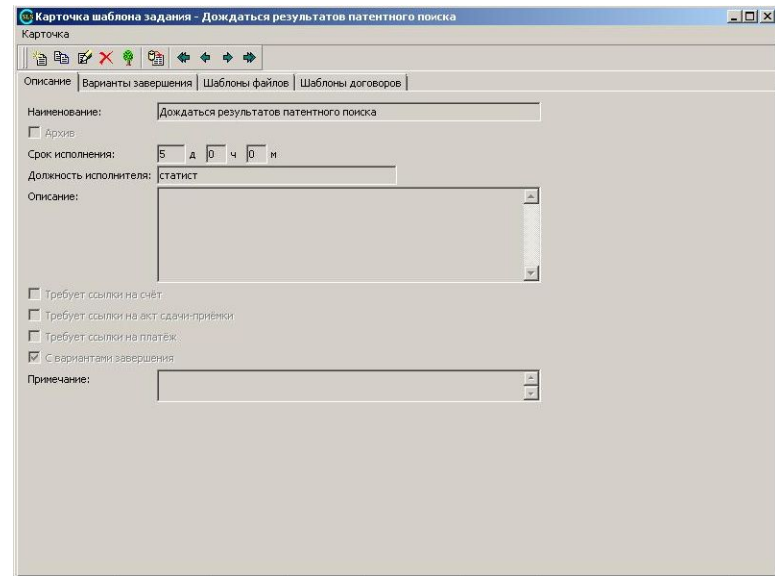 Карточка шаблона задания - Дождаться результатов патентного поиска
Карточка
Описание Варианты завершения Шаблоны файлов Шаблоны договоров
Наименование: Дождаться результатов патентного поиска
Архив
Срок исполнения: 5 д 0 ч 0 м
Должность исполнителя: статист
Описание:
Требует ссылки на счёт
Требует ссылки на акт сдачи-приёмки
Требует ссылки на платёж
С вариантами завершения
Примечание: